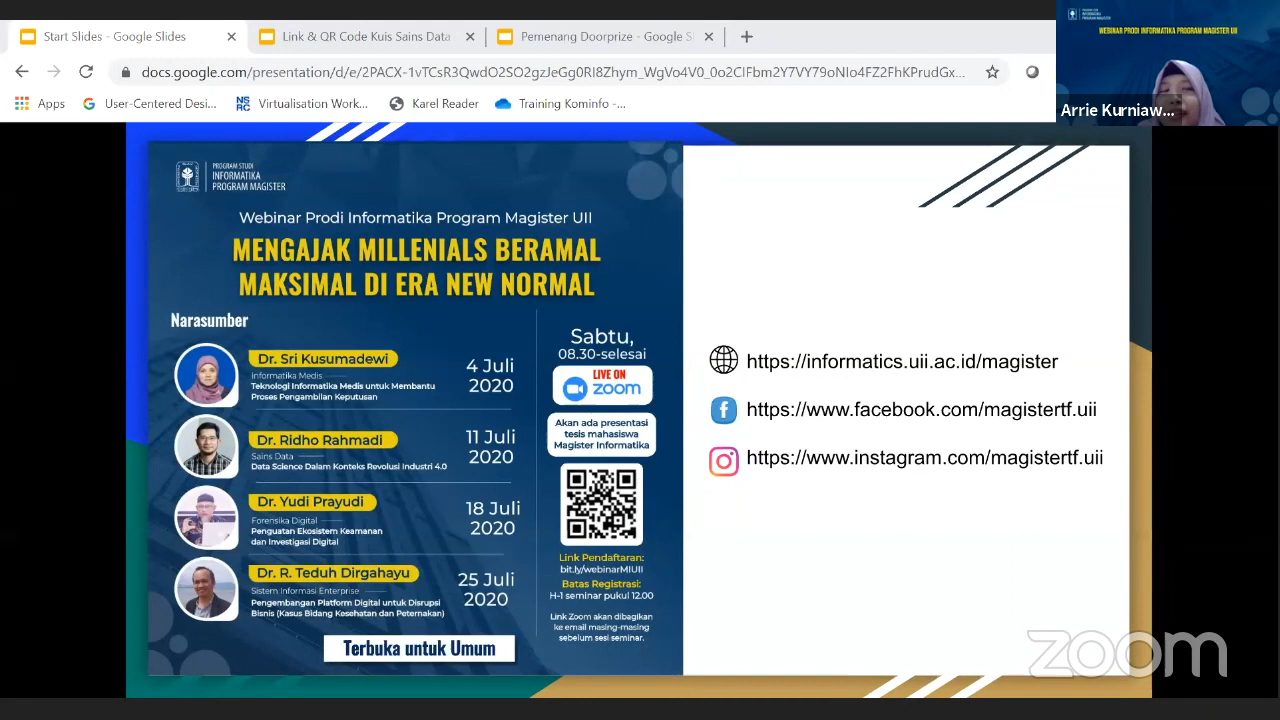 Start Slides - Google Slides
Link & QR Code Kuis Sains Data
Pemenang Doorprize - Google S
docs.google.com/presentation/d/e/2PACX-1vTCsR3QwdO2SO2gzJeGg0RI8Zhym_WgVo4V0_0o2CIFbm2Y7VY79oNIo4FZ2FhKPrudGx...
Apps
User-Centered Desi...
NSRC
Virtualisation Work...
Karel Reader
Training Kominfo -...
WEBINAR PRODI INFORMATIKA PROGRAM MAGISTER UII
Arrie Kurniaw...
PROGRAM STUDI
INFORMATIKA
PROGRAM MAGISTER
Webinar Prodi Informatika Program Magister UII
MENGAJAK MILLENIALS BERAMAL
MAKSIMAL DI ERA NEW NORMAL
Narasumber
Dr. Sri Kusumadewi
Informatika Medis
Teknologi Informatika Medis untuk Membantu
Proses Pengambilan Keputusan
4 Juli
2020
Dr. Ridho Rahmadi
Sains Data
Data Science Dalam Konteks Revolusi Industri 4.0
11 Juli
2020
Dr. Yudi Prayudi
Forensika Digital
Penguatan Ekosistem Keamanan
dan Investigasi Digital
18 Juli
2020
Dr. R. Teduh Dirgahayu
Sistem Informasi Enterprise
Pengembangan Platform Digital untuk Disrupsi
Bisnis (Kasus Bidang Kesehatan dan Peternakan)
25 Juli
2020
Terbuka untuk Umum
Sabtu,
08.30-selesai
LIVE ON
zoom
Akan ada presentasi
tesis mahasiswa
Magister Informatika
Link Pendaftaran:
bit.ly/webinarMIUII
Batas Registrasi:
H-1 seminar pukul 12.00
Link Zoom akan dibagikan
ke email masing-masing
sebelum sesi seminar.
https://informatics.uii.ac.id/magister
https://www.facebook.com/magistertf.uii
https://www.instagram.com/magistertf.uii
zoom